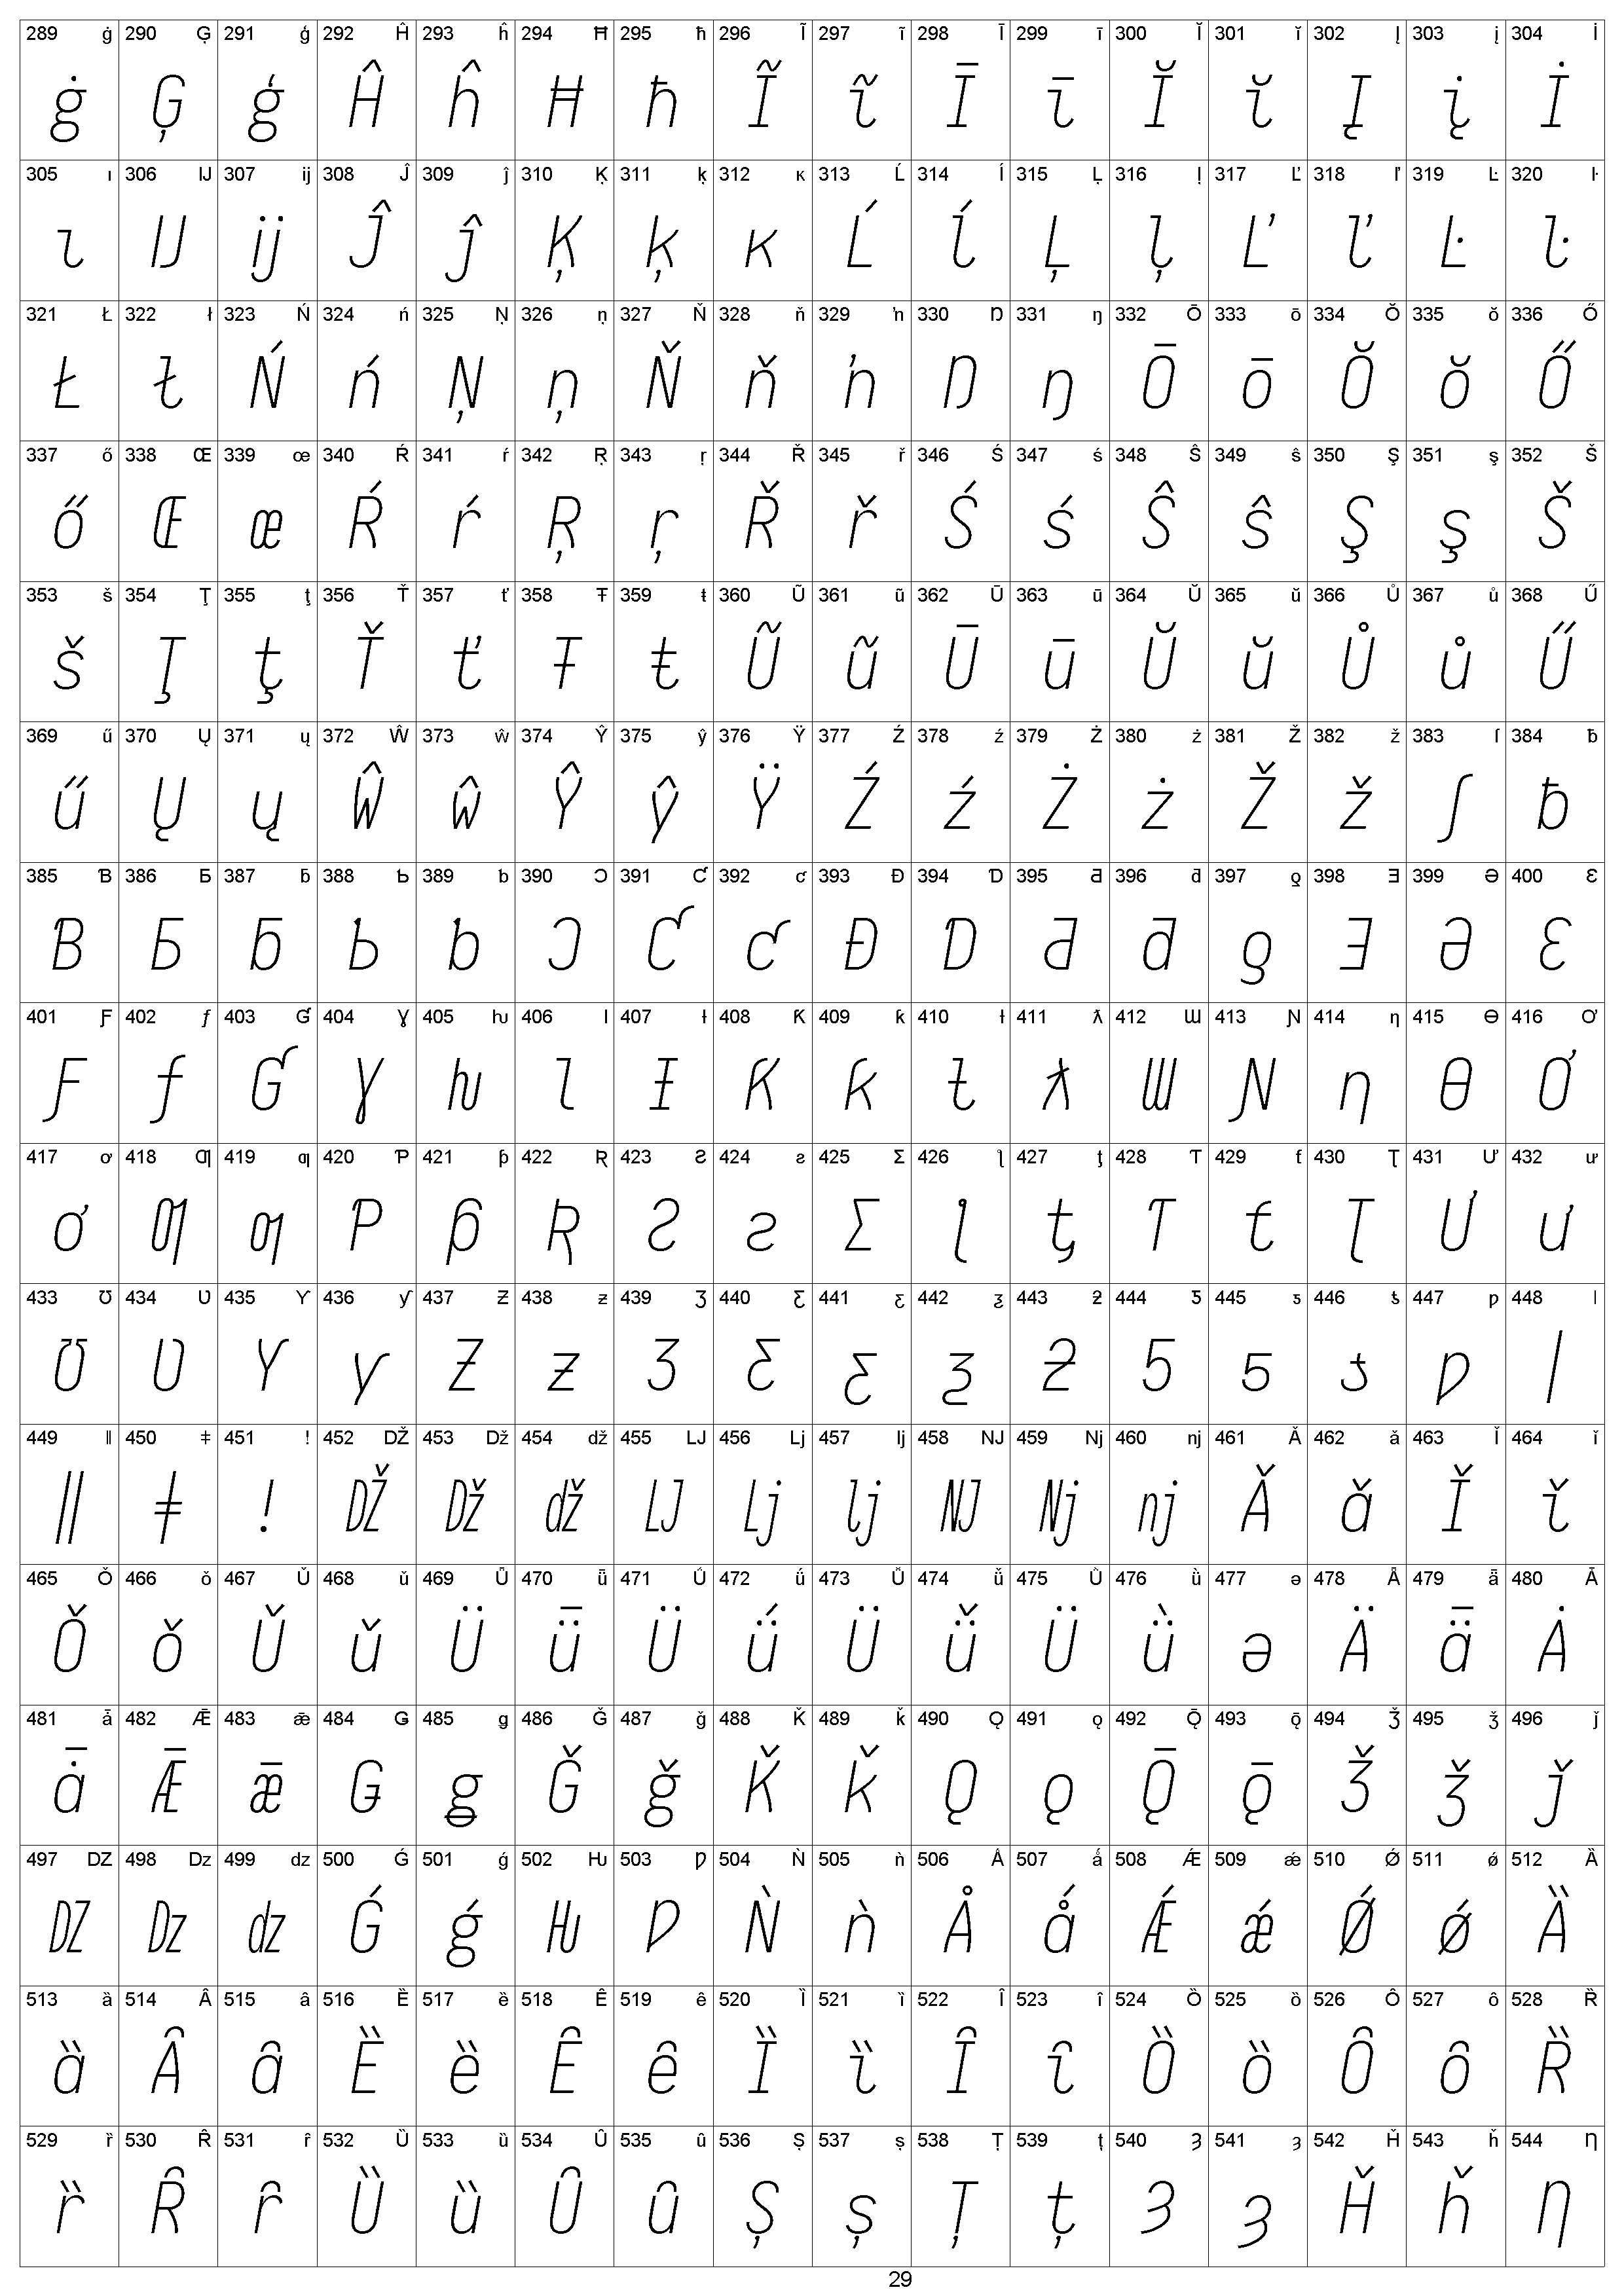 289 ġ 290 Ģ 291 ģ 292 Ĥ 293 ĥ 294 Ħ 295 ħ 296 Ĩ 297 ĩ 298 Ī 299 ī 300 Ĭ 301 ĭ 302 Į 303 į 304 İ
ġ Ģ ģ Ĥ ĥ Ħ ħ Ĩ ĩ Ī ī Ĭ ĭ Į į İ
305 ı 306 Ĳ 307 ĳ 308 Ĵ 309 ĵ 310 Ķ 311 ķ 312 ĸ 313 Ĺ 314 ĺ 315 Ļ 316 ļ 317 Ľ 318 ľ 319 Ŀ 320 ŀ
ı Ĳ ĳ Ĵ ĵ Ķ ķ ĸ Ĺ ĺ Ļ ļ Ľ ľ Ŀ ŀ
321 Ł 322 ł 323 Ń 324 ń 325 Ņ 326 ņ 327 Ň 328 ň 329 ŉ 330 Ŋ 331 ŋ 332 Ō 333 ō 334 Ŏ 335 ŏ 336 Ő
Ł ł Ń ń Ņ ņ Ň ň ŉ Ŋ ŋ Ō ō Ŏ ŏ Ő
337 ő 338 Œ 339 œ 340 Ŕ 341 ŕ 342 Ŗ 343 ŗ 344 Ř 345 ř 346 Ś 347 ś 348 Ŝ 349 ŝ 350 Ş 351 ş 352 Š
ő Œ œ Ŕ ŕ Ŗ ŗ Ř ř Ś ś Ŝ ŝ Ş ş Š
353 š 354 Ţ 355 ţ 356 Ť 357 ť 358 Ŧ 359 ŧ 360 Ũ 361 ũ 362 Ū 363 ū 364 Ŭ 365 ŭ 366 Ů 367 ů 368 Ű
š Ţ ţ Ť ť Ŧ ŧ Ũ ũ Ū ū Ŭ ŭ Ů ů Ű
369 ű 370 Ų 371 ų 372 Ŵ 373 ŵ 374 Ŷ 375 ŷ 376 Ÿ 377 Ź 378 ź 379 Ż 380 ż 381 Ž 382 ž 383 ſ 384 ƀ
ű Ų ų Ŵ ŵ Ŷ ŷ Ÿ Ź ź Ż ż Ž ž ſ ƀ
385 Ɓ 386 Ƃ 387 ƃ 388 Ƅ 389 ƅ 390 Ɔ 391 Ƈ 392 ƈ 393 Ɖ 394 Ɗ 395 Ƌ 396 ƌ 397 ƍ 398 Ǝ 399 Ə 400 Ɛ
Ɓ Ƃ ƃ Ƅ ƅ Ɔ Ƈ ƈ Ɖ Ɗ Ƌ ƌ ƍ Ǝ Ə Ɛ
401 Ƒ 402 ƒ 403 Ɠ 404 Ɣ 405 ƕ 406 Ɩ 407 Ɨ 408 Ƙ 409 ƙ 410 ƚ 411 ƛ 412 Ɯ 413 Ɲ 414 ƞ 415 Ɵ 416 Ơ
Ƒ ƒ Ɠ Ɣ ƕ Ɩ Ɨ Ƙ ƙ ƚ ƛ Ɯ Ɲ ƞ Ɵ Ơ
417 ơ 418 Ƣ 419 ƣ 420 Ƥ 421 ƥ 422 Ʀ 423 Ƨ 424 ƨ 425 Ʃ 426 ƪ 427 ƫ 428 Ƭ 429 ƭ 430 Ʈ 431 Ư 432 ư
ơ Ƣ ƣ Ƥ ƥ Ʀ Ƨ ƨ Ʃ ƪ ƫ Ƭ ƭ Ʈ Ư ư
433 Ʊ 434 Ʋ 435 Ƴ 436 ƴ 437 Ƶ 438 ƶ 439 Ʒ 440 Ƹ 441 ƹ 442 ƺ 443 ƻ 444 Ƽ 445 ƽ 446 ƾ 447 ƿ 448 ǀ
Ʊ Ʋ Ƴ ƴ Ƶ ƶ Ʒ Ƹ ƹ ƺ ƻ Ƽ ƽ ƾ ƿ ǀ
449 ǁ 450 ǂ 451 ǃ 452 Ǆ 453 ǅ 454 ǆ 455 Ǉ 456 ǈ 457 ǉ 458 Ǌ 459 ǋ 460 ǌ 461 Ǎ 462 ǎ 463 Ǐ 464 ǐ
ǁ ǂ ǃ Ǆ ǅ ǆ Ǉ ǈ ǉ Ǌ ǋ ǌ Ǎ ǎ Ǐ ǐ
465 Ǒ 466 ǒ 467 Ǔ 468 ǔ 469 Ǖ 470 ǖ 471 Ǘ 472 ǘ 473 Ǚ 474 ǚ 475 Ǜ 476 ǜ 477 ǝ 478 Ǟ 479 ǟ 480 Ǡ
Ǒ ǒ Ǔ ǔ Ü ǖ Ü ǘ Ü ǚ Ü ǜ ǝ Ä ǟ Ȧ
481 ǡ 482 Ǣ 483 ǣ 484 Ǥ 485 ǥ 486 Ǧ 487 ǧ 488 Ǩ 489 ǩ 490 Ǫ 491 ǫ 492 Ǭ 493 ǭ 494 Ǯ 495 ǯ 496 ǰ
ǡ Ǣ ǣ Ǥ ǥ Ǧ ǧ Ǩ ǩ Ǫ ǫ Ǭ ǭ Ǯ ǯ ǰ
497 Ǳ 498 ǲ 499 ǳ 500 Ǵ 501 ǵ 502 Ƕ 503 Ƿ 504 Ǹ 505 ǹ 506 Ǻ 507 ǻ 508 Ǽ 509 ǽ 510 Ǿ 511 ǿ 512 Ȁ
Ǳ ǲ ǳ Ǵ ǵ Ƕ Ƿ Ǹ ǹ Å ǻ Ǽ ǽ Ǿ ǿ Ȁ
513 ȁ 514 Ȃ 515 ȃ 516 Ȅ 517 ȅ 518 Ȇ 519 ȇ 520 Ȉ 521 ȉ 522 Ȋ 523 ȋ 524 Ȍ 525 ȍ 526 Ȏ 527 ȏ 528 Ȑ
ȁ Ȃ ȃ Ȅ ȅ Ȇ ȇ Ȉ ȉ Ȋ ȋ Ȍ ȍ Ȏ ȏ Ȑ
529 ȑ 530 Ȓ 531 ȓ 532 Ȕ 533 ȕ 534 Ȗ 535 ȗ 536 Ș 537 ș 538 Ț 539 ț 540 Ȝ 541 ȝ 542 Ȟ 543 ȟ 544 Ƞ
ȑ Ȓ ȓ Ȕ ȕ Ȗ ȗ Ș ș Ț ț Ȝ ȝ Ȟ ȟ Ƞ
29